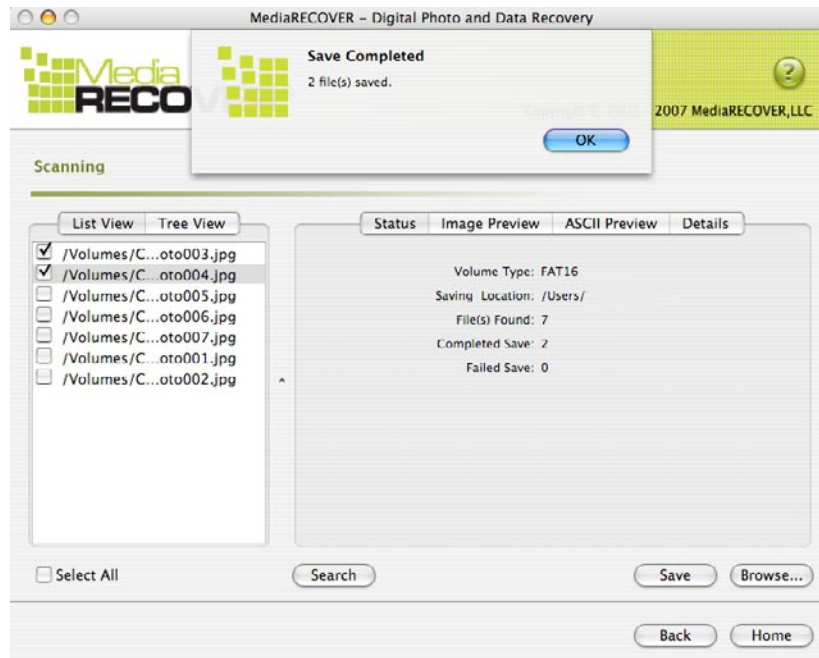 MediaRECOVER – Digital Photo and Data Recovery
Media
RECOV
Save Completed
2 file(s) saved.
OK
?
2007 MediaRECOVER,LLC
Scanning
List View Tree View
/Volumes/C...oto003.jpg
/Volumes/C...oto004.jpg
/Volumes/C...oto005.jpg
/Volumes/C...oto006.jpg
/Volumes/C...oto007.jpg
/Volumes/C...oto001.jpg
/Volumes/C...oto002.jpg
Status Image Preview ASCII Preview Details
Volume Type: FAT16
Saving Location: /Users/
File(s) Found: 7
Completed Save: 2
Failed Save: 0
Select All
Search
Save
Browse...
Back
Home